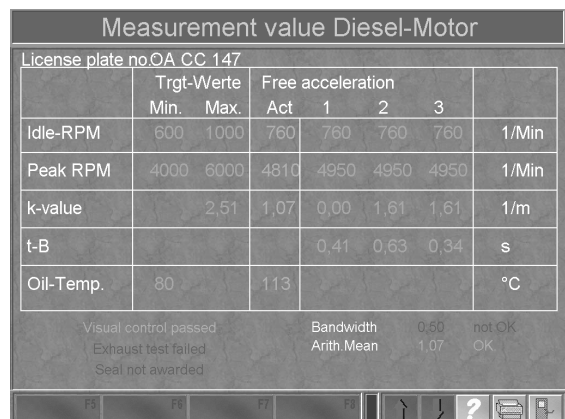 Measurement value Diesel-Motor
License plate no.OA CC 147
Trgt-Werte Free acceleration
Min. Max. Act 1 2 3
Idle-RPM 600 1000 760 760 760 760 1/Min
Peak RPM 4000 6000 4810 4950 4950 4950 1/Min
k-value 2,51 1,07 0,00 1,61 1,61 1/m
t-B 0,41 0,63 0,34 s
Oil-Temp. 80 113 °C
Visual control passed Bandwidth 0,50 not OK
Exhaust test failed Arith.Mean 1,07 OK
Seal not awarded
F5 F6 F7 F8 ?